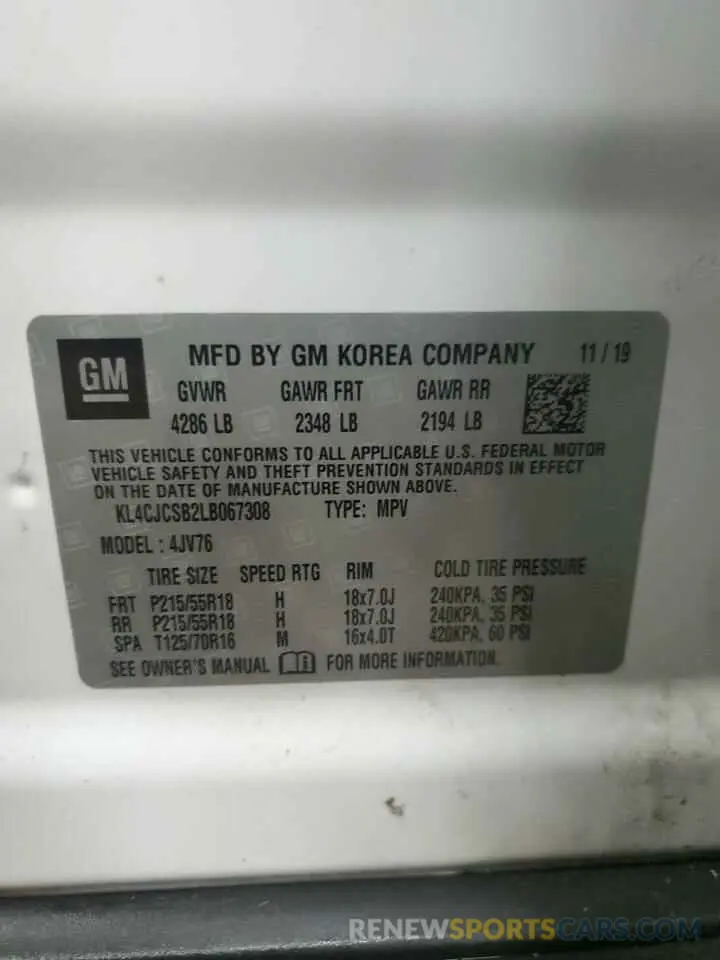 GM
MFD BY GM KOREA COMPANY 11 / 19
GVWR GAWR FRT GAWR RR
4286 LB 2348 LB 2194 LB
THIS VEHICLE CONFORMS TO ALL APPLICABLE U.S. FEDERAL MOTOR
VEHICLE SAFETY AND THEFT PREVENTION STANDARDS IN EFFECT
ON THE DATE OF MANUFACTURE SHOWN ABOVE.
KL4CJCSB2LB067308 TYPE: MPV
MODEL : 4JV76
TIRE SIZE SPEED RTG RIM COLD TIRE PRESSURE
FRT P215/55R18 H 18x7.0J 240KPA, 35 PSI
RR P215/55R18 H 18x7.0J 240KPA, 35 PSI
SPA T125/70R16 M 16x4.0T 420KPA, 60 PSI
SEE OWNER'S MANUAL FOR MORE INFORMATION.
RENEWSPORTSCARS.COM